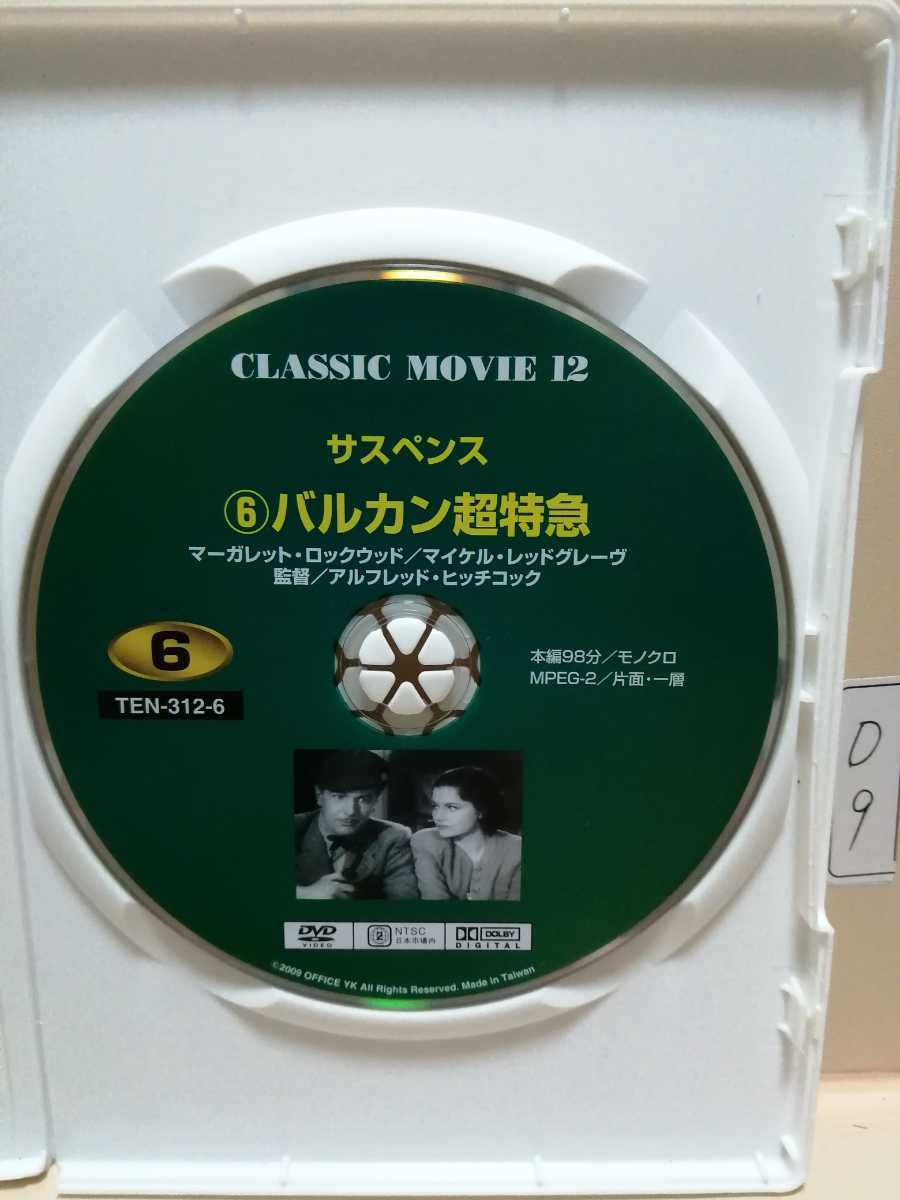 CLASSIC MOVIE 12
サスペンス
⑥バルカン超特急
マーガレット・ロックウッド／マイケル・レッドグレーヴ
監督／アルフレッド・ヒッチコック
6
TEN-312-6
本編98分／モノクロ
MPEG-2／片面・一層
DVD
VIDEO
2
NTSC
日本市場向
DOLBY
DIGITAL
©2009 OFFICE YK All Rights Reserved. Made in Taiwan
D
9